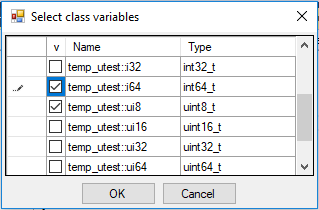 Select class variables
v Name Type
temp_utest::i32 int32_t
temp_utest::i64 int64_t
temp_utest::ui8 uint8_t
temp_utest::ui16 uint16_t
temp_utest::ui32 uint32_t
temp_utest::ui64 uint64_t
OK Cancel